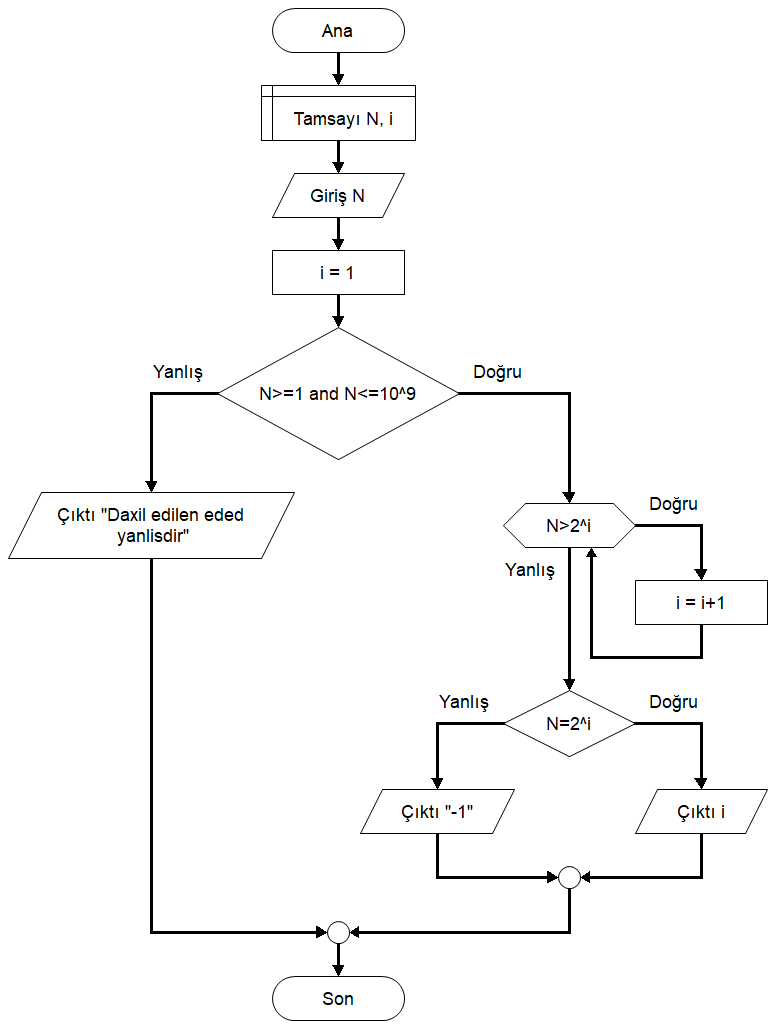 Ana
Tamsayı N, i
Giriş N
i = 1
Yanlış
Doğru
N>=1 and N<=10^9
Çıktı "Daxil edilen eded
yanlisdir"
Doğru
N>2^i
Yanlış
i = i+1
Yanlış
Doğru
N=2^i
Çıktı "-1"
Çıktı i
Son